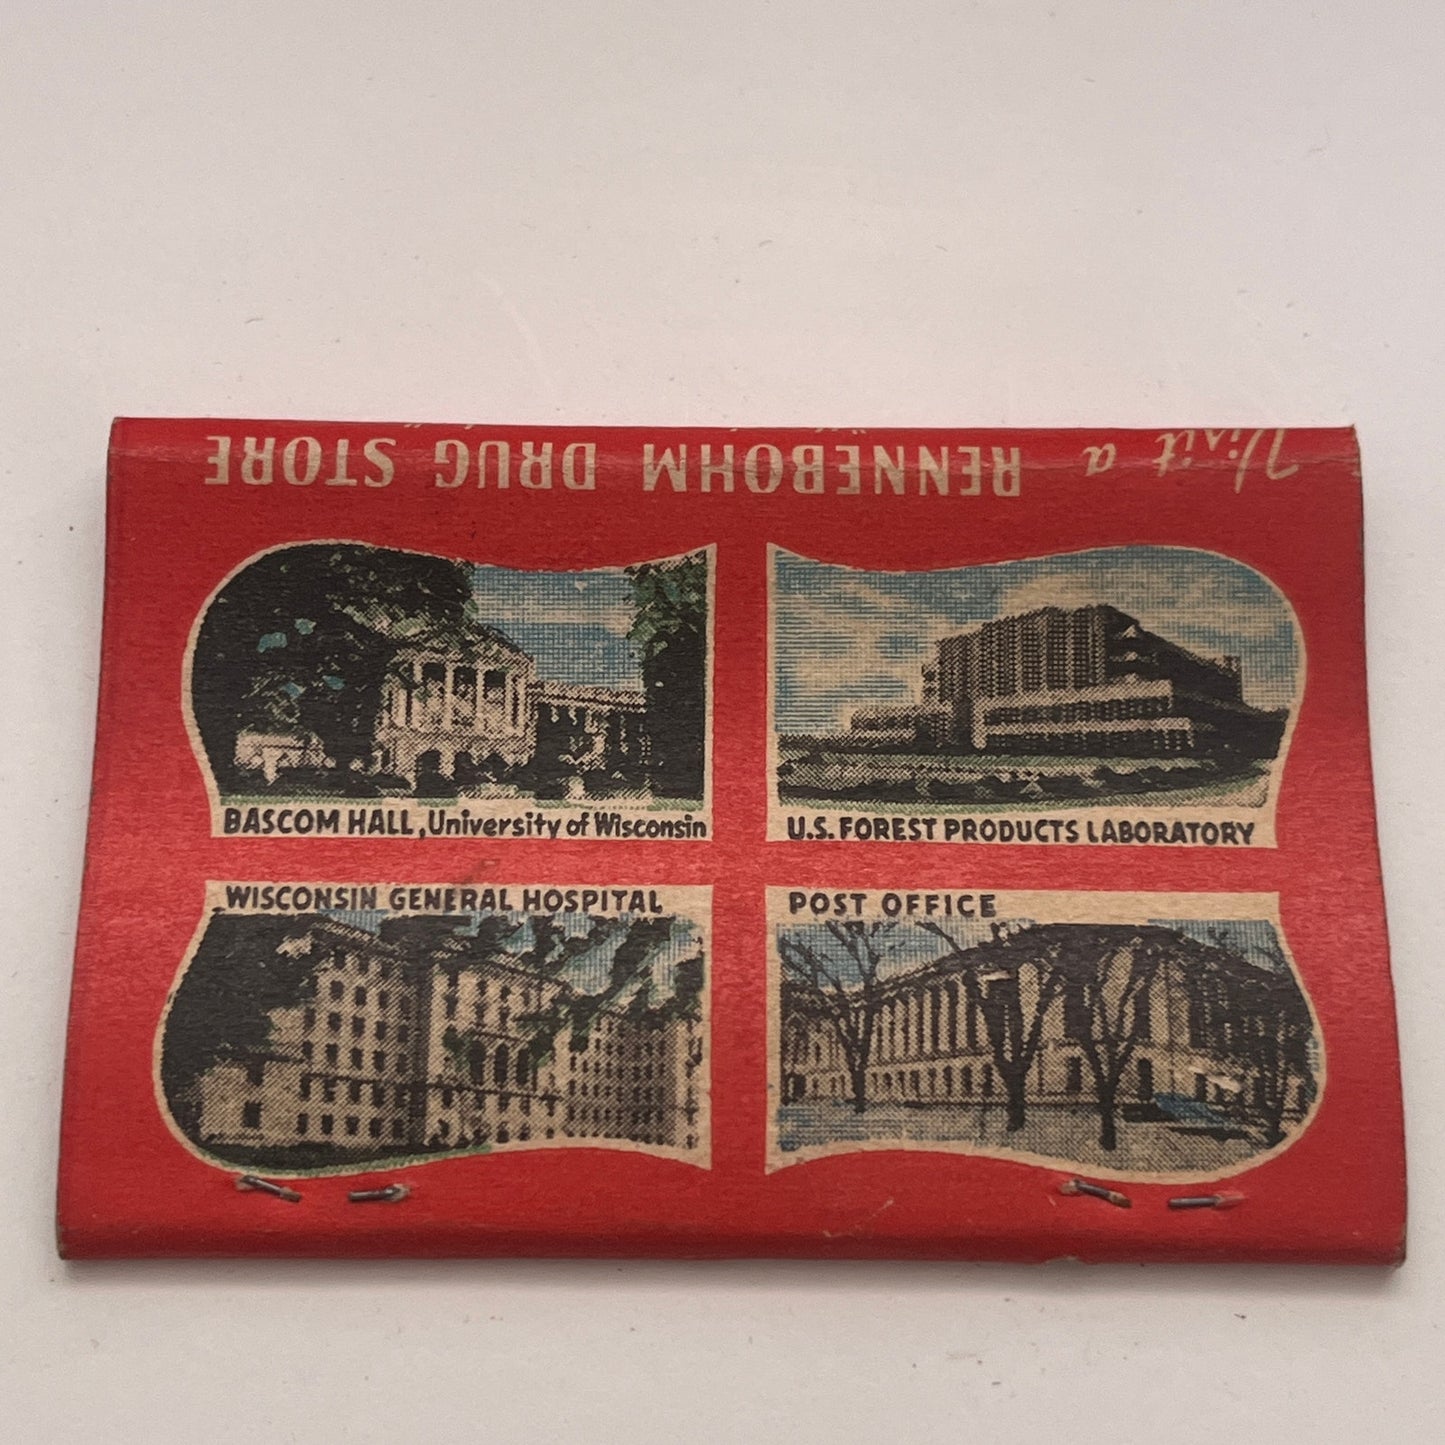 Visit a RENNEBOHM DRUG STORE
BASCOM HALL, University of Wisconsin
U.S. FOREST PRODUCTS LABORATORY
WISCONSIN GENERAL HOSPITAL
POST OFFICE